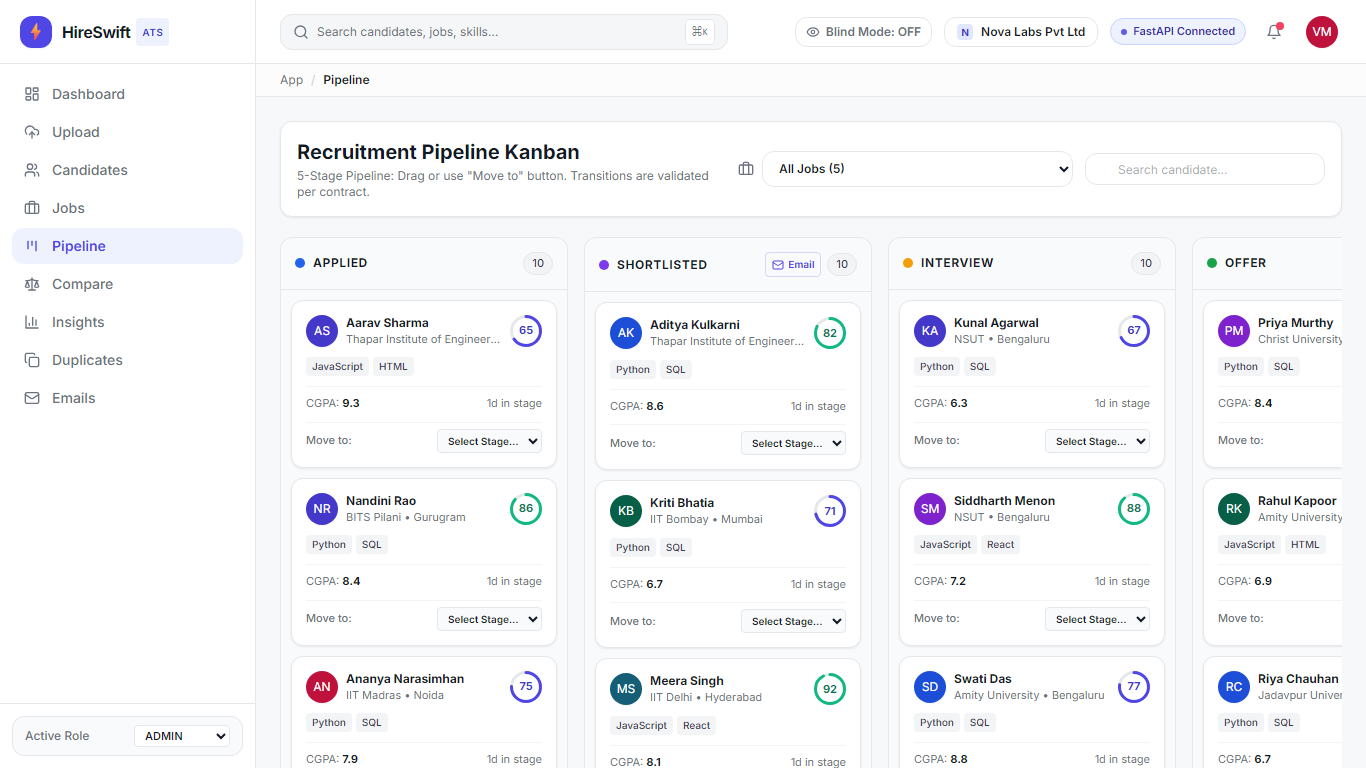 HireSwift ATS
Search candidates, jobs, skills... ⌘K
Blind Mode: OFF
N Nova Labs Pvt Ltd
FastAPI Connected
VM
Dashboard
Upload
Candidates
Jobs
Pipeline
Compare
Insights
Duplicates
Emails
Active Role ADMIN
App / Pipeline
Recruitment Pipeline Kanban
5-Stage Pipeline: Drag or use "Move to" button. Transitions are validated
per contract.
All Jobs (5)
Search candidate...
APPLIED 10
AS Aarav Sharma 65
Thapar Institute of Engineer...
JavaScript HTML
CGPA: 9.3 1d in stage
Move to: Select Stage...
NR Nandini Rao 86
BITS Pilani • Gurugram
Python SQL
CGPA: 8.4 1d in stage
Move to: Select Stage...
AN Ananya Narasimhan 75
IIT Madras • Noida
Python SQL
CGPA: 7.9 1d in stage
SHORTLISTED Email 10
AK Aditya Kulkarni 82
Thapar Institute of Engineer...
Python SQL
CGPA: 8.6 1d in stage
Move to: Select Stage...
KB Kriti Bhatia 71
IIT Bombay • Mumbai
Python SQL
CGPA: 6.7 1d in stage
Move to: Select Stage...
MS Meera Singh 92
IIT Delhi • Hyderabad
JavaScript React
CGPA: 8.1 1d in stage
INTERVIEW 10
KA Kunal Agarwal 67
NSUT • Bengaluru
Python SQL
CGPA: 6.3 1d in stage
Move to: Select Stage...
SM Siddharth Menon 88
NSUT • Bengaluru
JavaScript React
CGPA: 7.2 1d in stage
Move to: Select Stage...
SD Swati Das 77
Amity University • Bengaluru
Python SQL
CGPA: 8.8 1d in stage
OFFER
PM Priya Murthy
Christ University
Python SQL
CGPA: 8.4
Move to:
RK Rahul Kapoor
Amity University
JavaScript HTML
CGPA: 6.9
Move to:
RC Riya Chauhan
Jadavpur Univer
Python SQL
CGPA: 6.7